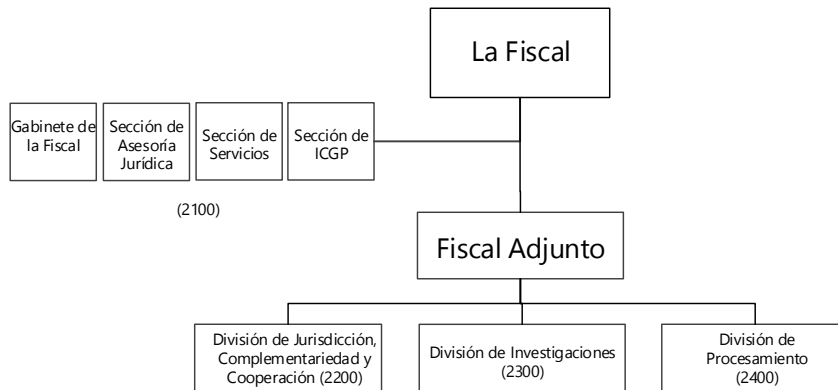 La Fiscal
Gabinete de
la Fiscal
Sección de
Asesoría
Jurídica
Sección de
Servicios
Sección de
ICGP
(2100)
Fiscal Adjunto
División de Jurisdicción,
Complementariedad y
Cooperación (2200)
División de Investigaciones
(2300)
División de
Procesamiento
(2400)